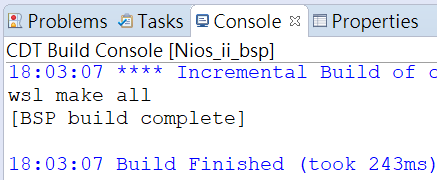 Problems Tasks Console Properties
CDT Build Console [Nios_ii_bsp]
18:03:07 **** Incremental Build of
wsl make all
[BSP build complete]
18:03:07 Build Finished (took 243ms)